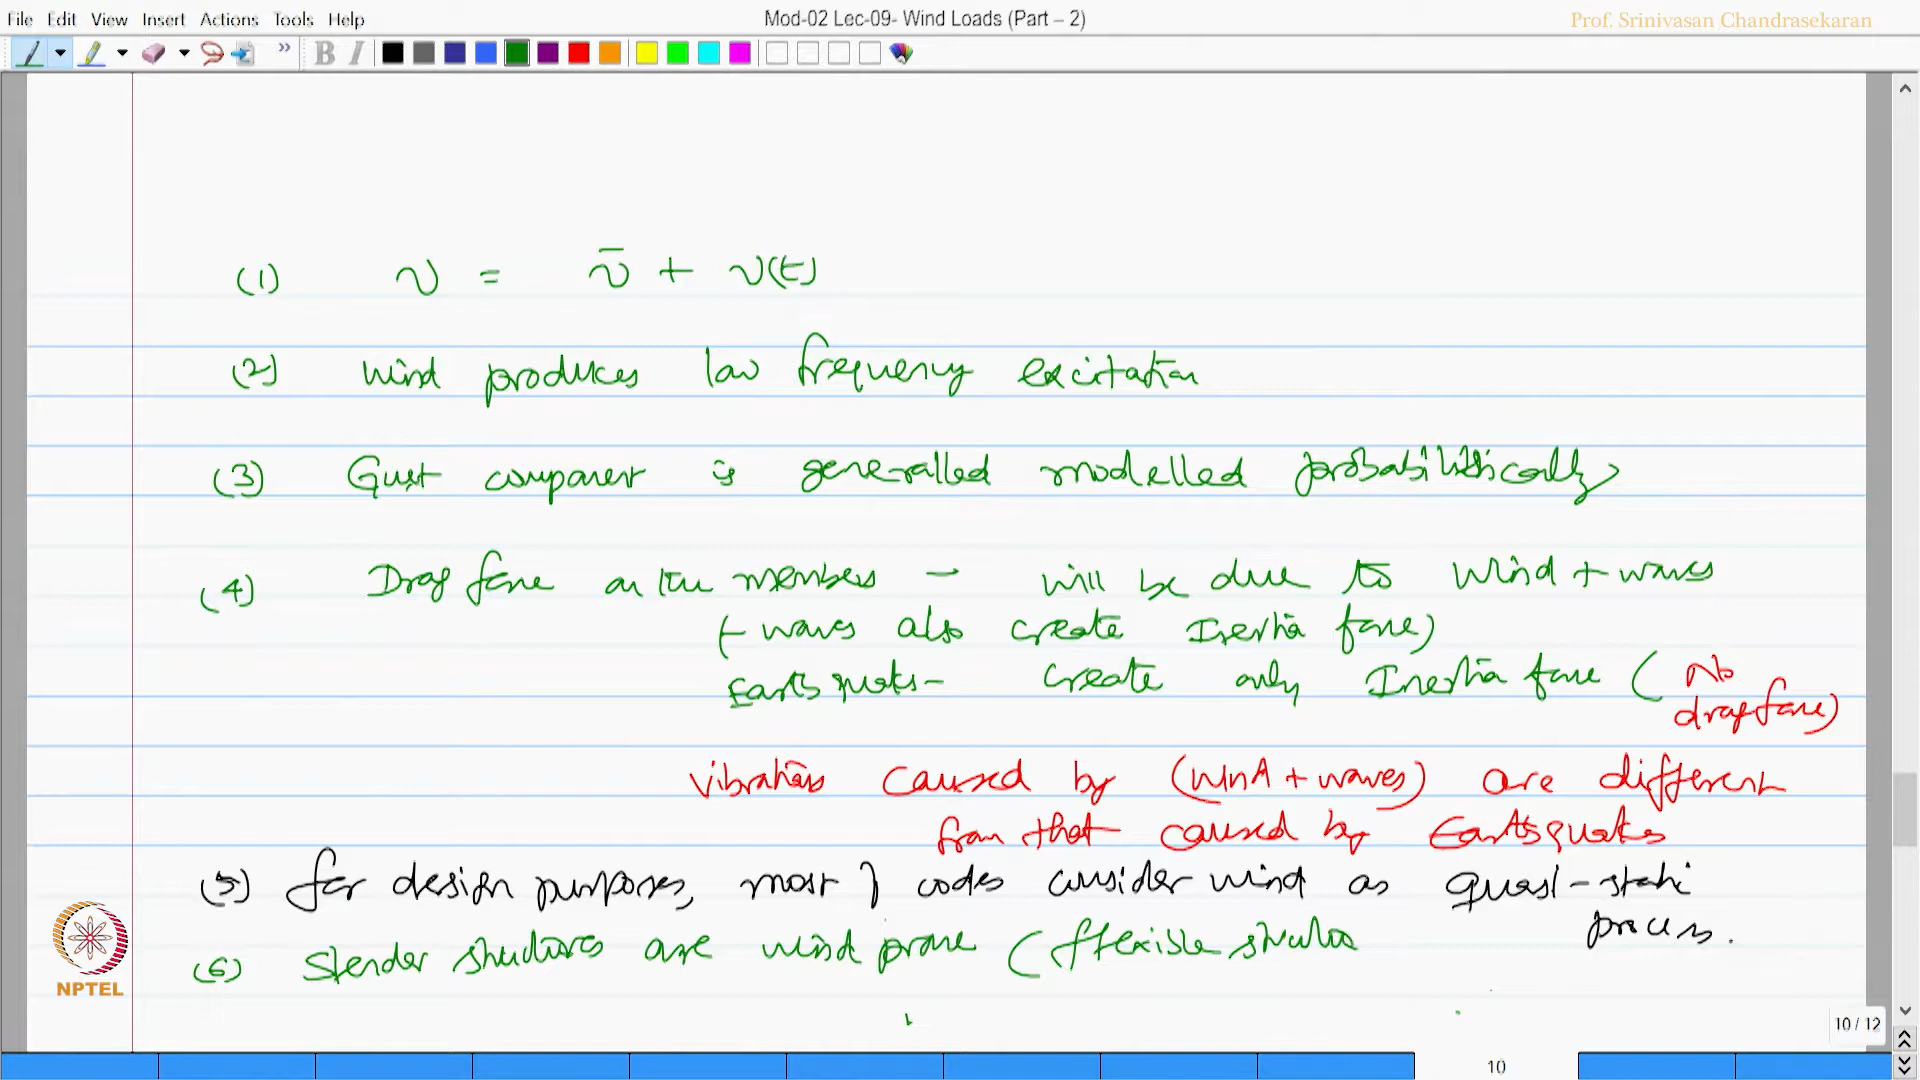 File Edit View Insert Actions Tools Help
Mod-02 Lec-09- Wind Loads (Part – 2)
Prof. Srinivasan Chandrasekaran
B I
(1) v = v̄ + v(t)
(2) wind produces low frequency excitation
(3) Gust component is generalled modelled probabilistically
(4) Drag force on the members – will be due to wind + waves
(– waves also create Inertia force)
Earthquakes – create only Inertia force (No
drag force)
vibrations caused by (wind + waves) are different
from that caused by Earthquakes
(5) for design purposes, most of codes consider wind as quasi-static
process.
(6) Slender structures are wind prone (flexible structu
NPTEL
10 / 12
10